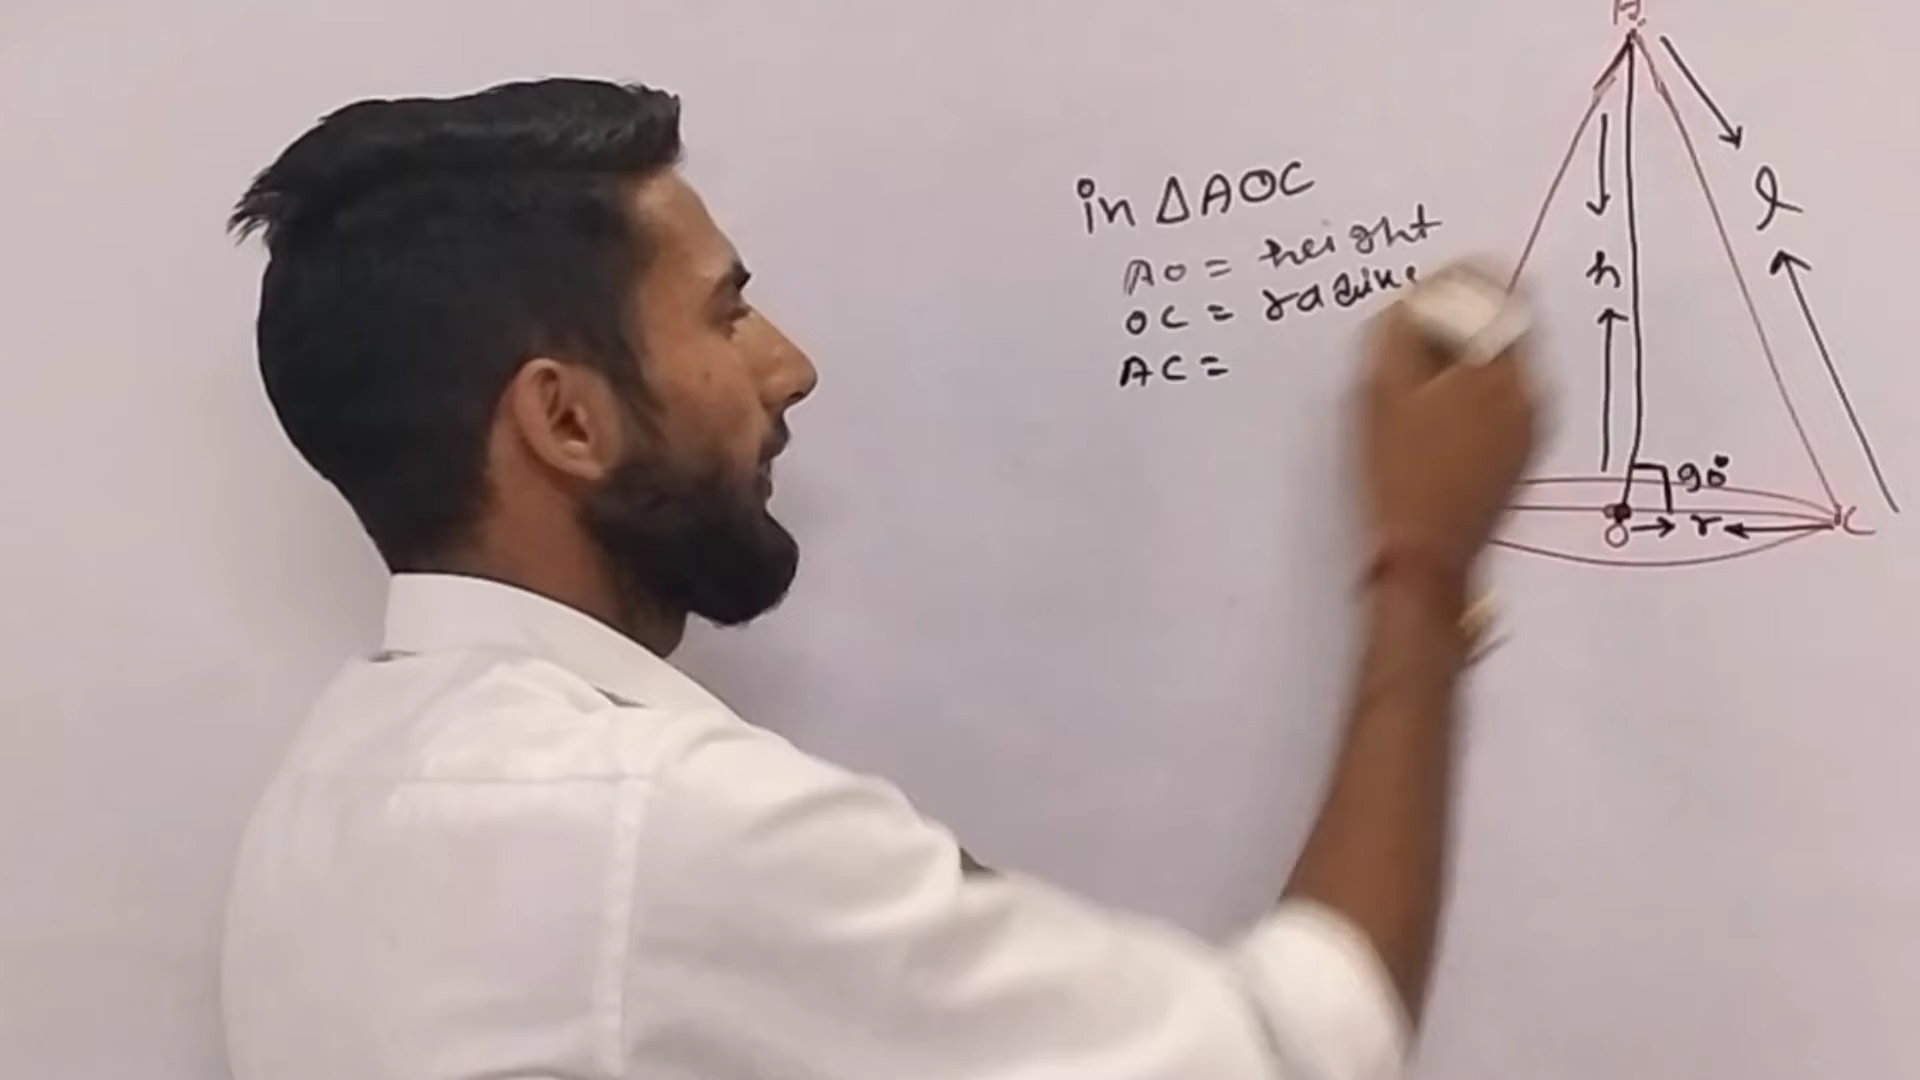 in ΔAOC
AO = height
OC = radius
AC =
A
l
h
90°
O
r
C